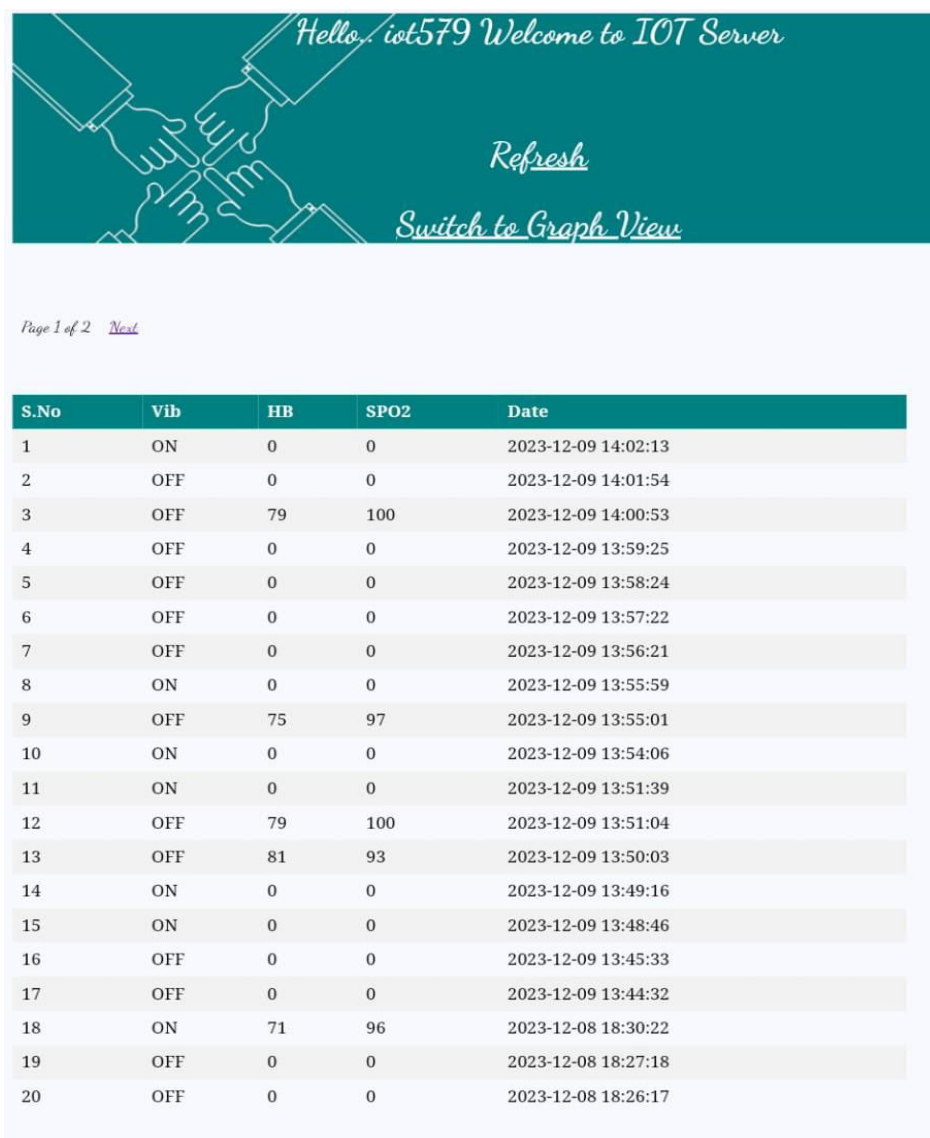 Hello.. iot579 Welcome to IOT Server
Refresh
Switch to Graph View
Page 1 of 2 Next
S.No Vib HB SPO2 Date
1 ON 0 0 2023-12-09 14:02:13
2 OFF 0 0 2023-12-09 14:01:54
3 OFF 79 100 2023-12-09 14:00:53
4 OFF 0 0 2023-12-09 13:59:25
5 OFF 0 0 2023-12-09 13:58:24
6 OFF 0 0 2023-12-09 13:57:22
7 OFF 0 0 2023-12-09 13:56:21
8 ON 0 0 2023-12-09 13:55:59
9 OFF 75 97 2023-12-09 13:55:01
10 ON 0 0 2023-12-09 13:54:06
11 ON 0 0 2023-12-09 13:51:39
12 OFF 79 100 2023-12-09 13:51:04
13 OFF 81 93 2023-12-09 13:50:03
14 ON 0 0 2023-12-09 13:49:16
15 ON 0 0 2023-12-09 13:48:46
16 OFF 0 0 2023-12-09 13:45:33
17 OFF 0 0 2023-12-09 13:44:32
18 ON 71 96 2023-12-08 18:30:22
19 OFF 0 0 2023-12-08 18:27:18
20 OFF 0 0 2023-12-08 18:26:17